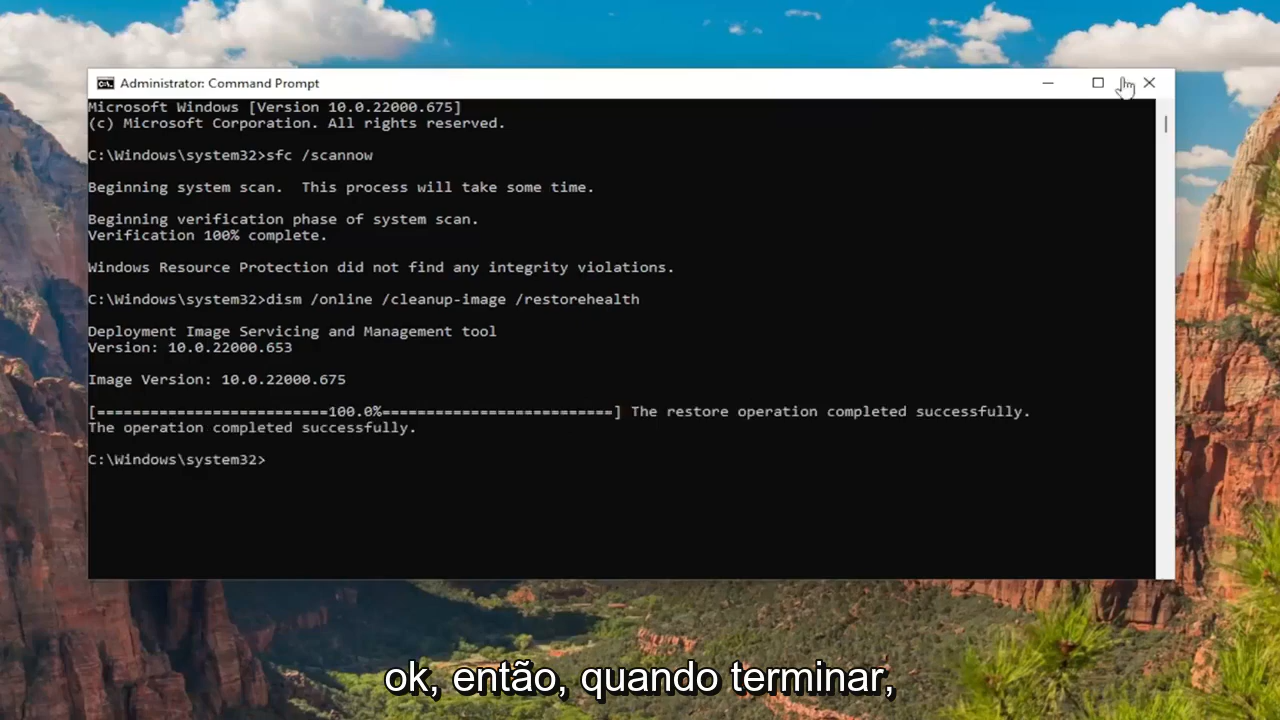 Administrator: Command Prompt
Microsoft Windows [Version 10.0.22000.675]
(c) Microsoft Corporation. All rights reserved.
C:\Windows\system32>sfc /scannow
Beginning system scan.  This process will take some time.
Beginning verification phase of system scan.
Verification 100% complete.
Windows Resource Protection did not find any integrity violations.
C:\Windows\system32>dism /online /cleanup-image /restorehealth
Deployment Image Servicing and Management tool
Version: 10.0.22000.653
Image Version: 10.0.22000.675
[==========================100.0%==========================] The restore operation completed successfully.
The operation completed successfully.
C:\Windows\system32>
ok, então, quando terminar,